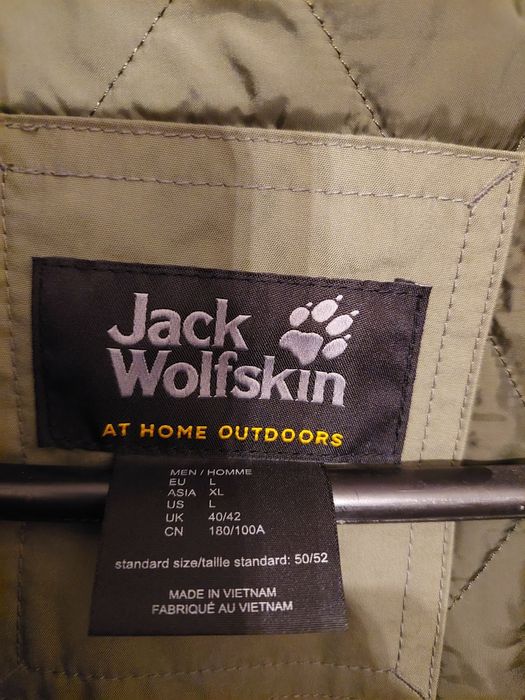 Jack
Wolfskin
AT HOME OUTDOORS
MEN / HOMME
EU L
ASIA XL
US L
UK 40/42
CN 180/100A
standard size/taille standard: 50/52
MADE IN VIETNAM
FABRIQUÉ AU VIETNAM